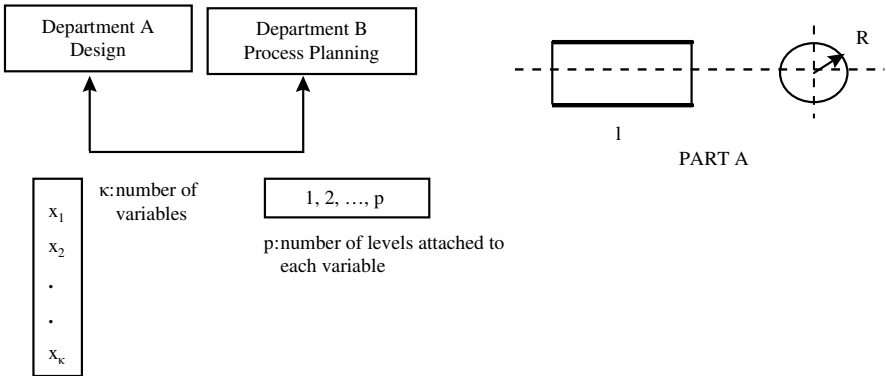 Department A
Design
Department B
Process Planning
R
l
PART A
κ:number of
variables
x₁
x₂
.
.
xκ
1, 2, ..., p
p:number of levels attached to
each variable